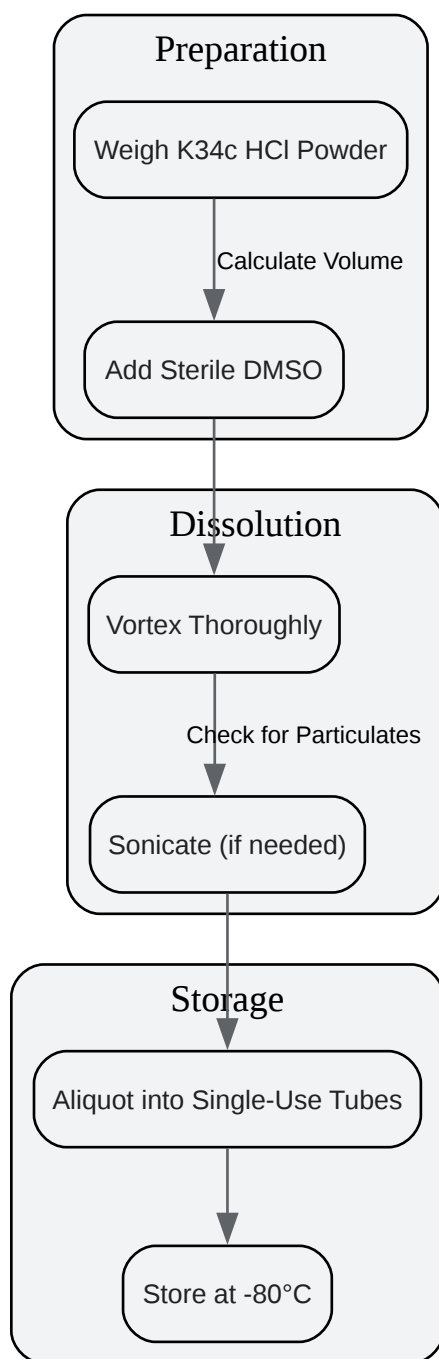 Preparation
Weigh K34c HCl Powder
Calculate Volume
Add Sterile DMSO
Dissolution
Vortex Thoroughly
Check for Particulates
Sonicate (if needed)
Storage
Aliquot into Single-Use Tubes
Store at -80°C